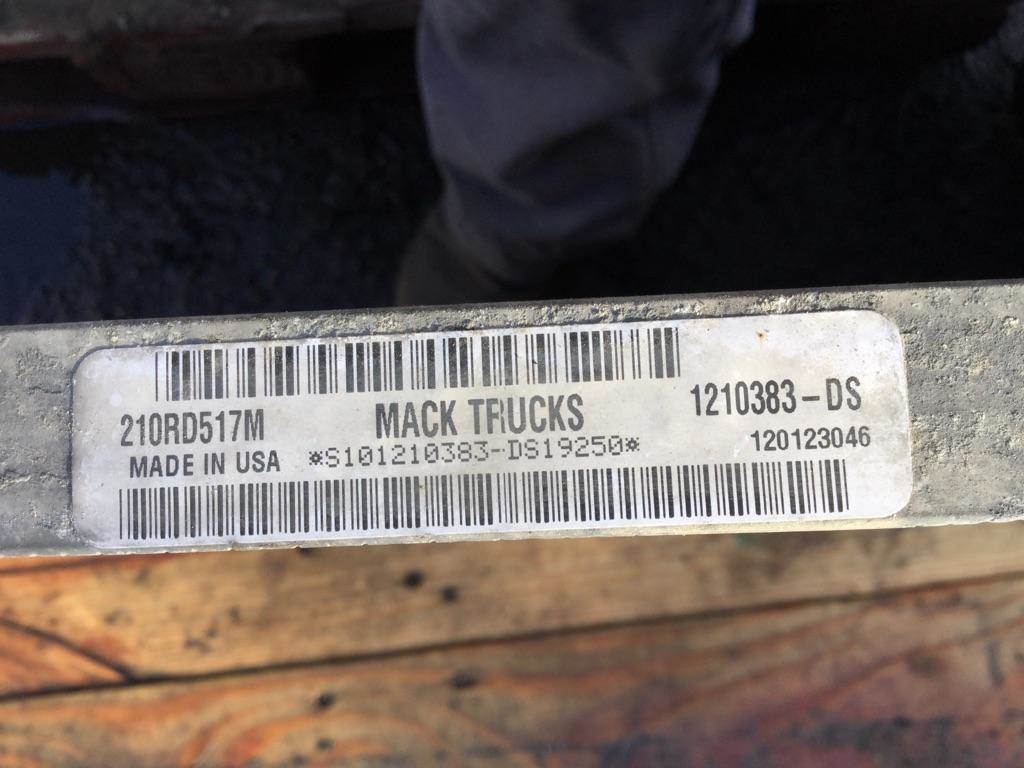 210RD517M MACK TRUCKS 1210383-DS
MADE IN USA *S101210383-DS19250* 120123046